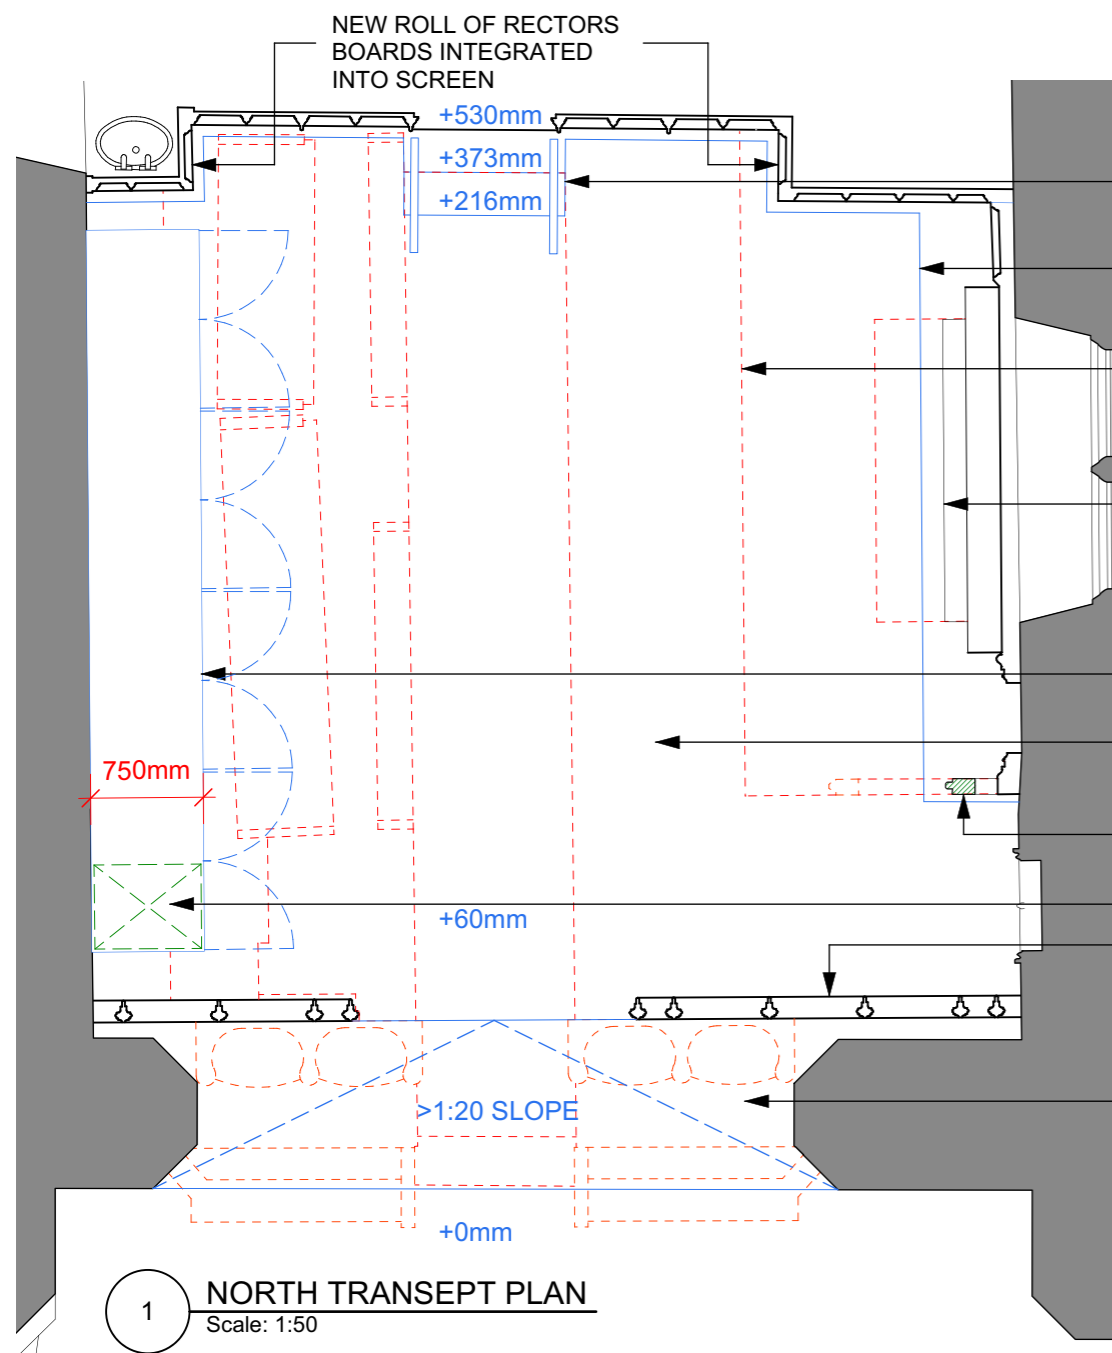 NEW ROLL OF RECTORS
BOARDS INTEGRATED
INTO SCREEN
+530mm
+373mm
+216mm
750mm
+60mm
>1:20 SLOPE
+0mm
1
NORTH TRANSEPT PLAN
Scale: 1:50